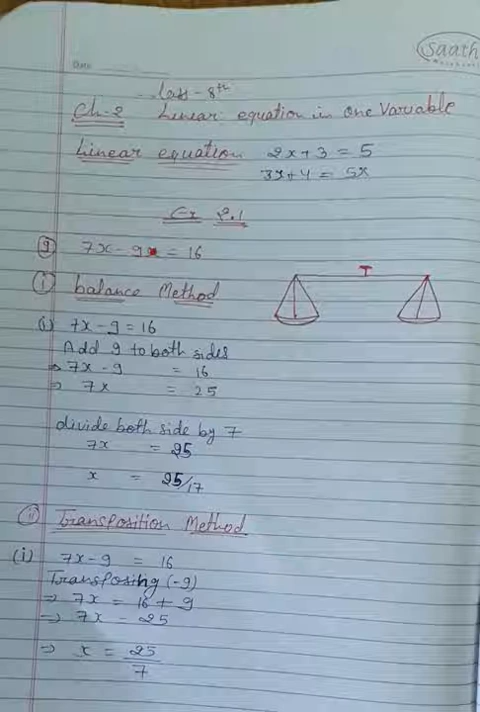 Saath
Date
Class - 8th
Ch-2 Linear equation in one Variable
Linear equation 2x+3 = 5
3x+4 = 5x
Ex 2.1
Q 7x - 9 = 16
(i) balance Method
(i) 7x - 9 = 16
Add 9 to both sides
⇒ 7x - 9 = 16
⇒ 7x = 25
divide both side by 7
7x = 25
x = 25/17
(ii) Transposition Method
(i) 7x - 9 = 16
Transposing (-9)
⇒ 7x = 16 + 9
⇒ 7x = 25
⇒ x = 25
7